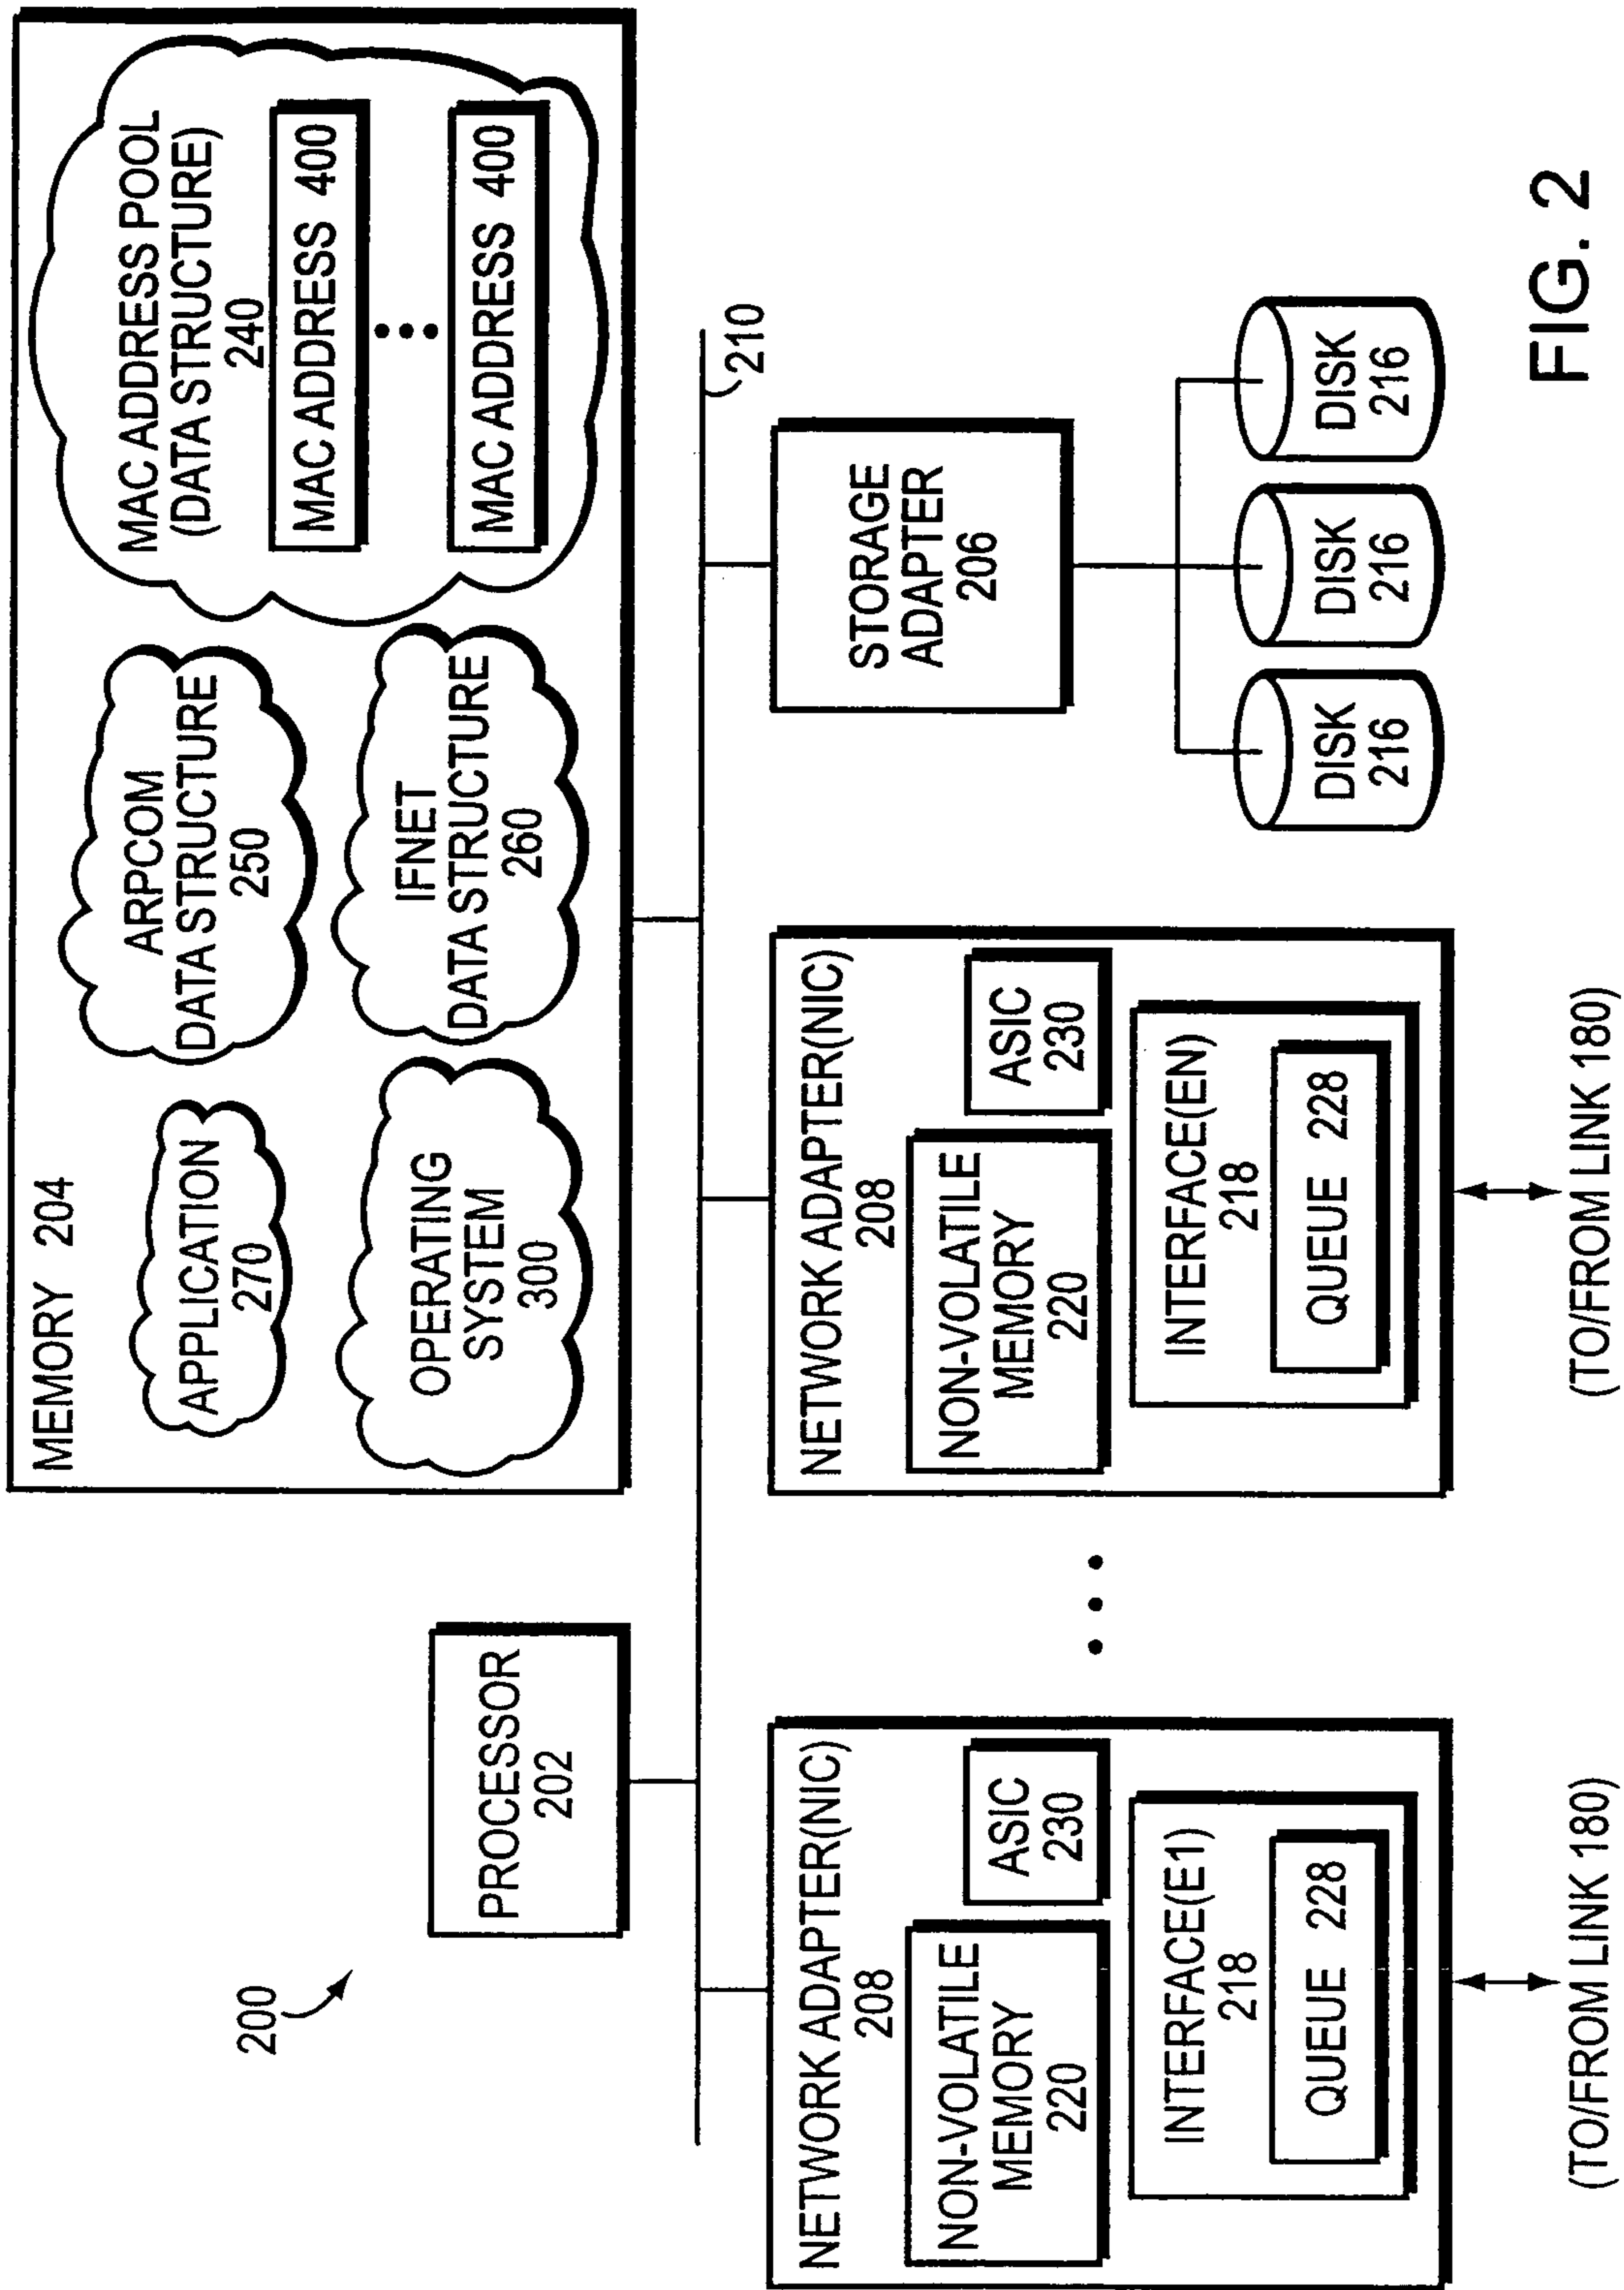 200
PROCESSOR
202
MEMORY 204
APPLICATION
270
OPERATING
SYSTEM
300
ARPCOM
DATA STRUCTURE
250
IFNET
DATA STRUCTURE
260
MAC ADDRESS POOL
(DATA STRUCTURE)
240
MAC ADDRESS 400
MAC ADDRESS 400
210
NETWORK ADAPTER(NIC)
208
NON-VOLATILE
MEMORY
220
ASIC
230
INTERFACE(E1)
218
QUEUE 228
(TO/FROM LINK 180)
NETWORK ADAPTER(NIC)
208
NON-VOLATILE
MEMORY
220
ASIC
230
INTERFACE(EN)
218
QUEUE 228
(TO/FROM LINK 180)
STORAGE
ADAPTER
206
DISK
216
DISK
216
DISK
216
FIG. 2